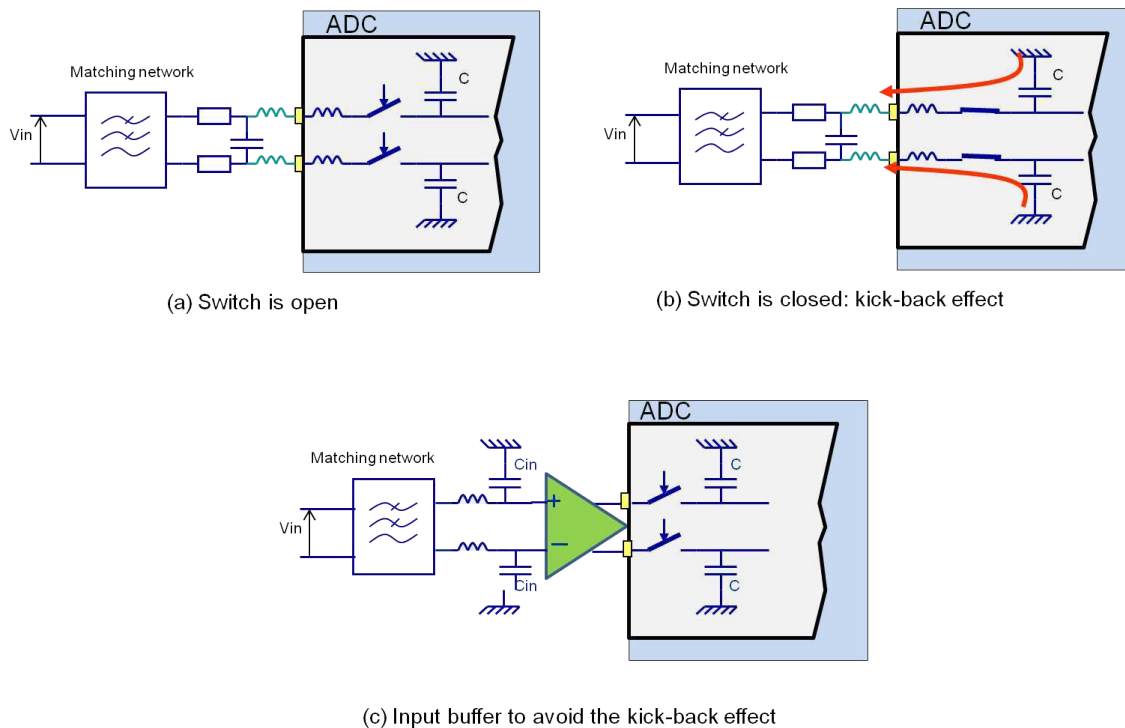 ADC
Matching network
C
Vin
C
(a) Switch is open
ADC
Matching network
C
Vin
C
(b) Switch is closed: kick-back effect
ADC
Matching network
Cin
C
Vin
+
−
Cin
C
(c) Input buffer to avoid the kick-back effect